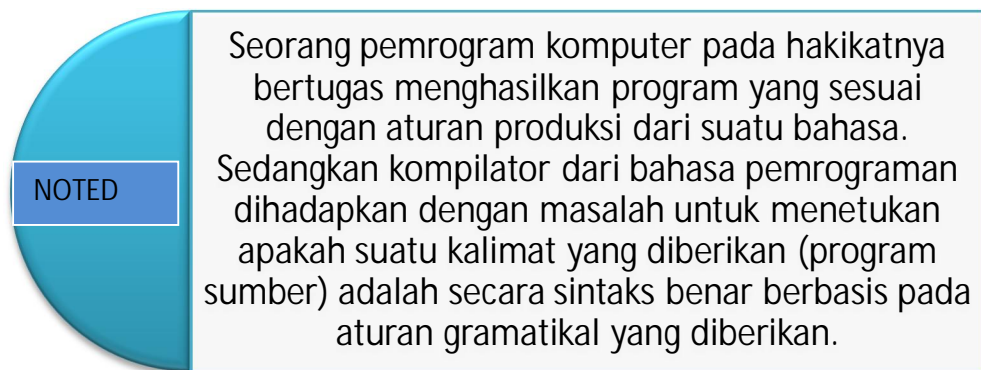 NOTED
Seorang pemrogram komputer pada hakikatnya
bertugas menghasilkan program yang sesuai
dengan aturan produksi dari suatu bahasa.
Sedangkan kompilator dari bahasa pemrograman
dihadapkan dengan masalah untuk menetukan
apakah suatu kalimat yang diberikan (program
sumber) adalah secara sintaks benar berbasis pada
aturan gramatikal yang diberikan.